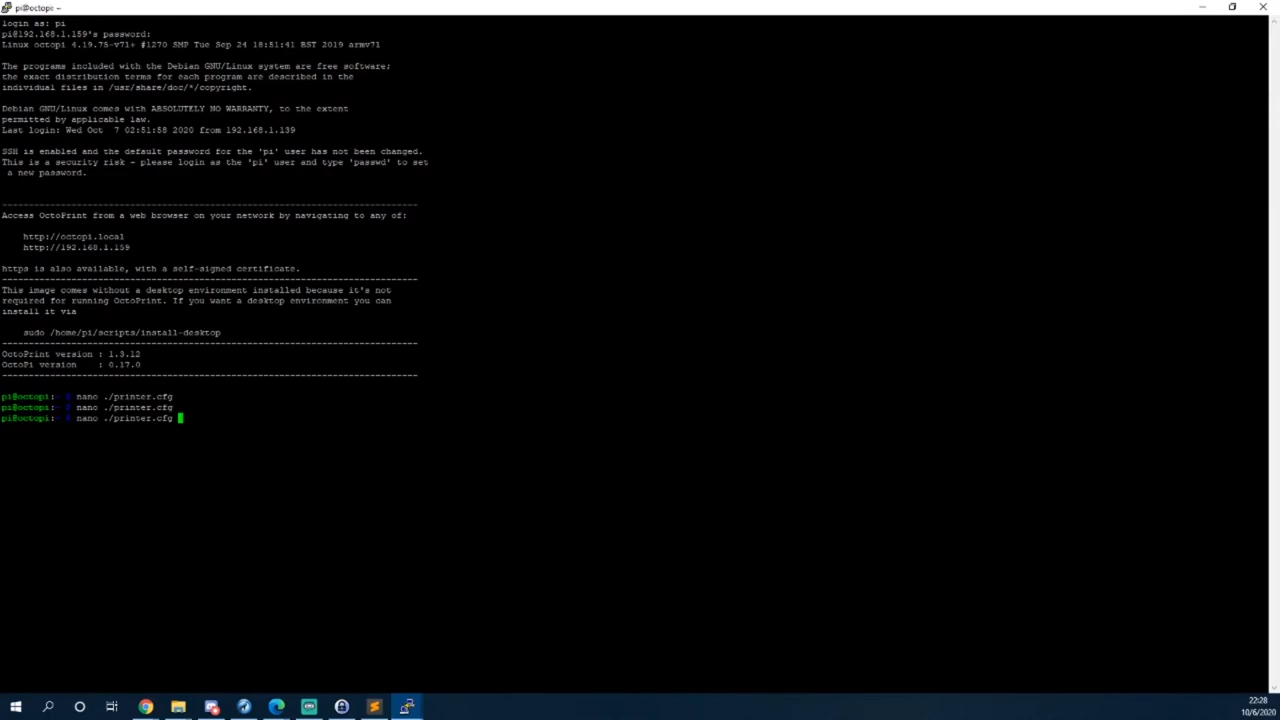 pi@octopi: ~
login as: pi
pi@192.168.1.159's password:
Linux octopi 4.19.75-v7l+ #1270 SMP Tue Sep 24 18:51:41 BST 2019 armv7l
The programs included with the Debian GNU/Linux system are free software;
the exact distribution terms for each program are described in the
individual files in /usr/share/doc/*/copyright.
Debian GNU/Linux comes with ABSOLUTELY NO WARRANTY, to the extent
permitted by applicable law.
Last login: Wed Oct  7 02:51:58 2020 from 192.168.1.139
SSH is enabled and the default password for the 'pi' user has not been changed.
This is a security risk - please login as the 'pi' user and type 'passwd' to set
 a new password.
------------------------------------------------------------------------------
Access OctoPrint from a web browser on your network by navigating to any of:
http://octopi.local
http://192.168.1.159
https is also available, with a self-signed certificate.
------------------------------------------------------------------------------
This image comes without a desktop environment installed because it's not
required for running OctoPrint. If you want a desktop environment you can
install it via
sudo /home/pi/scripts/install-desktop
------------------------------------------------------------------------------
OctoPrint version : 1.3.12
OctoPi version    : 0.17.0
------------------------------------------------------------------------------
pi@octopi:~ $ nano ./printer.cfg
pi@octopi:~ $ nano ./printer.cfg
pi@octopi:~ $ nano ./printer.cfg
22:28
10/6/2020